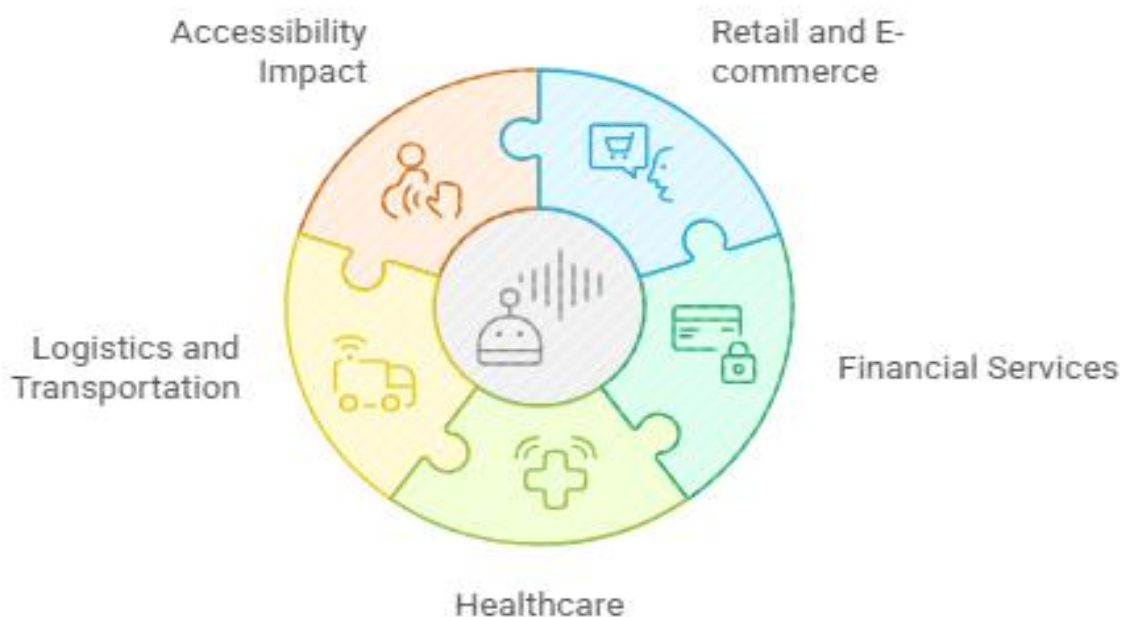 Accessibility
Impact
Retail and E-
commerce
Logistics and
Transportation
Financial Services
Healthcare